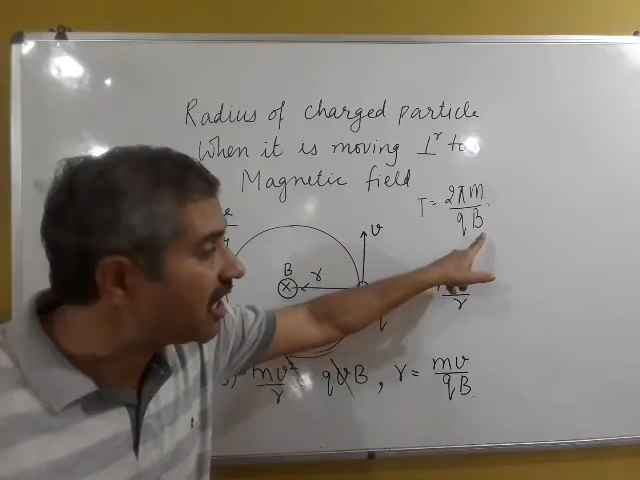 Radius of charged particle
When it is moving ⊥ʳ to
Magnetic field
T = 2πm/qB
v
B
r
mv²/r = qvB, r = mv/qB.